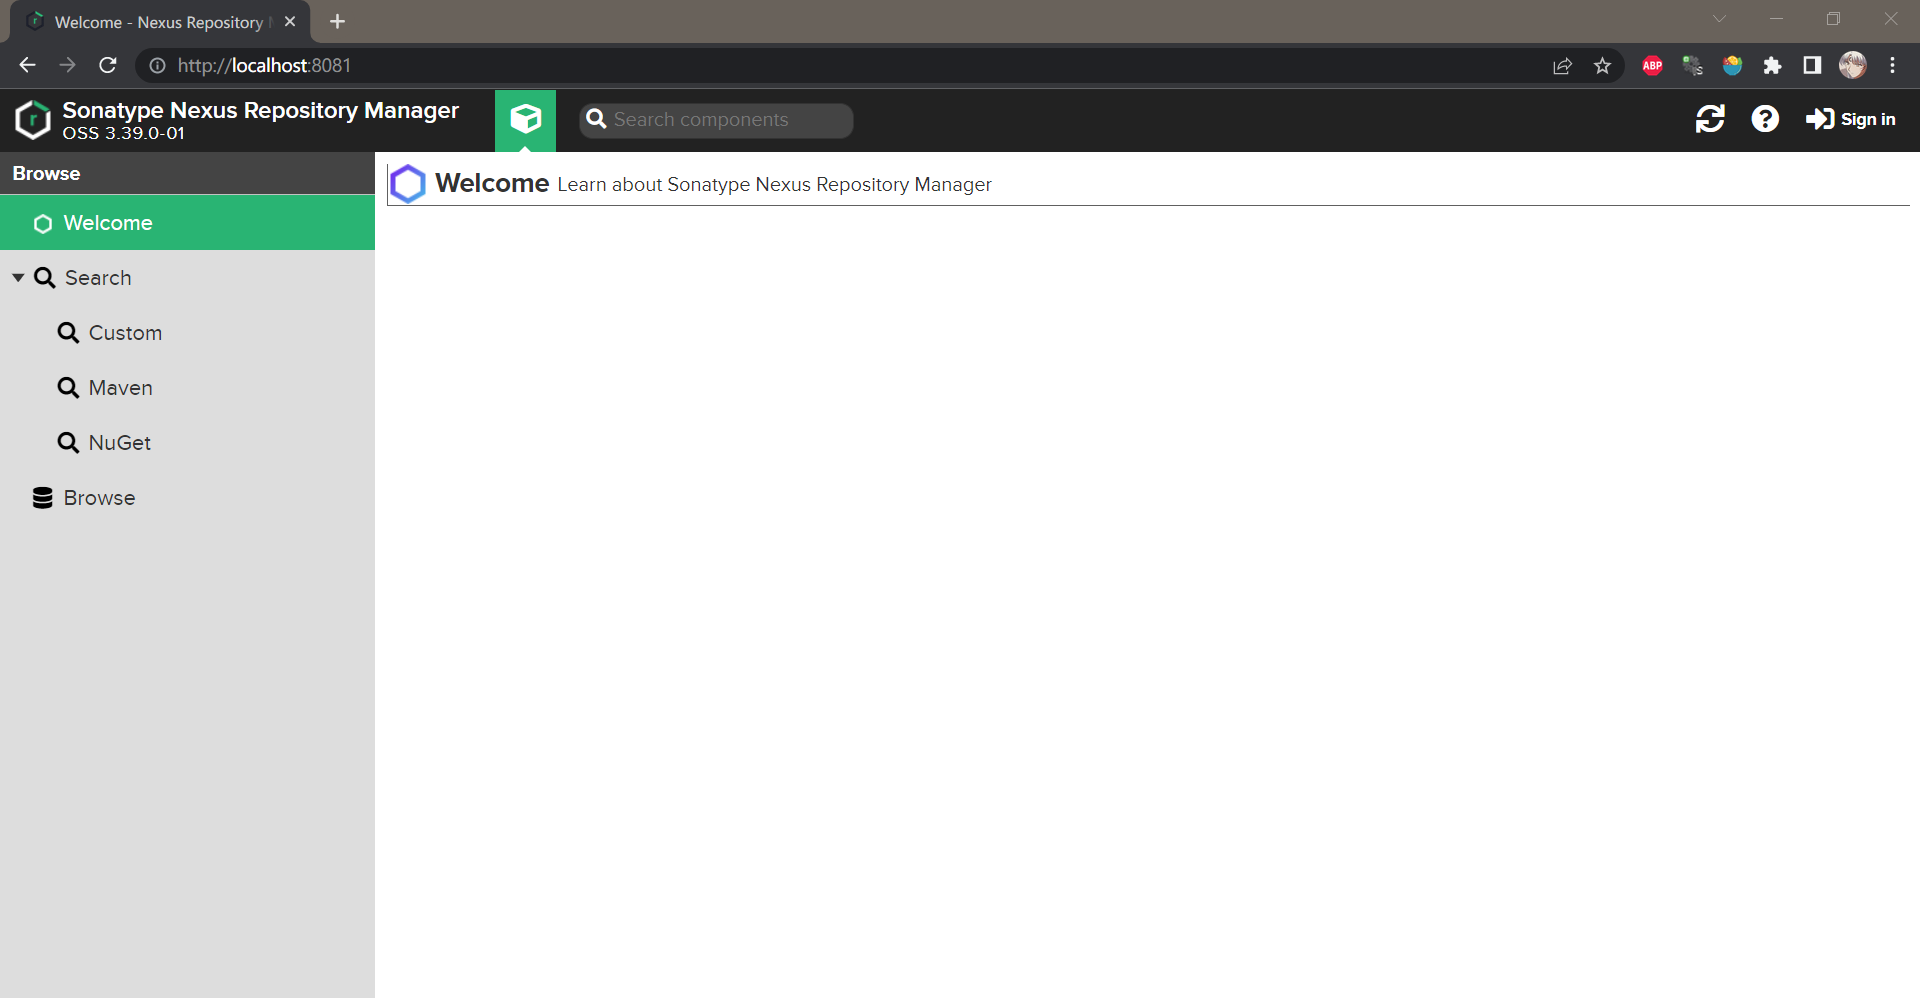 Welcome - Nexus Repository
http://localhost:8081
ABP
S
Sonatype Nexus Repository Manager
OSS 3.39.0-01
Search components
Sign in
Browse
Welcome
Search
Custom
Maven
NuGet
Browse
Welcome Learn about Sonatype Nexus Repository Manager